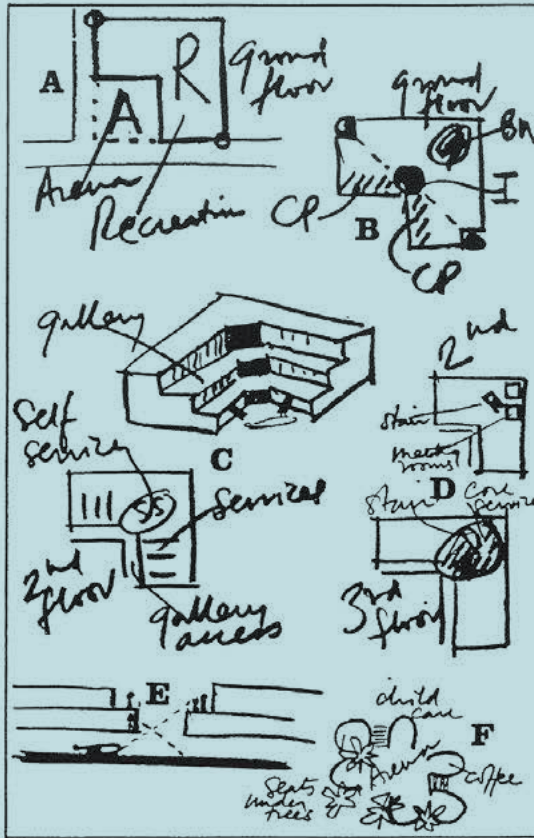 A
R
A
ground
floor
Arena
Recreation
ground
floor
CP
B
I
CP
gallery
C
self
service
SS
services
2nd
floor
gallery
access
2nd
stair
meeting
rooms
D
stair
core
service
3rd
floor
E
child
care
F
Arena
coffee
seats
under
trees